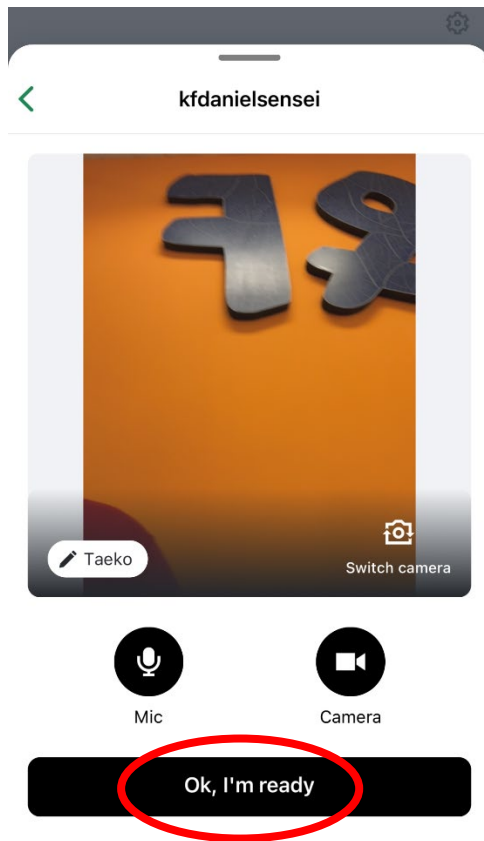 kfdanielsensei
Taeko
Switch camera
Mic
Camera
Ok, I'm ready